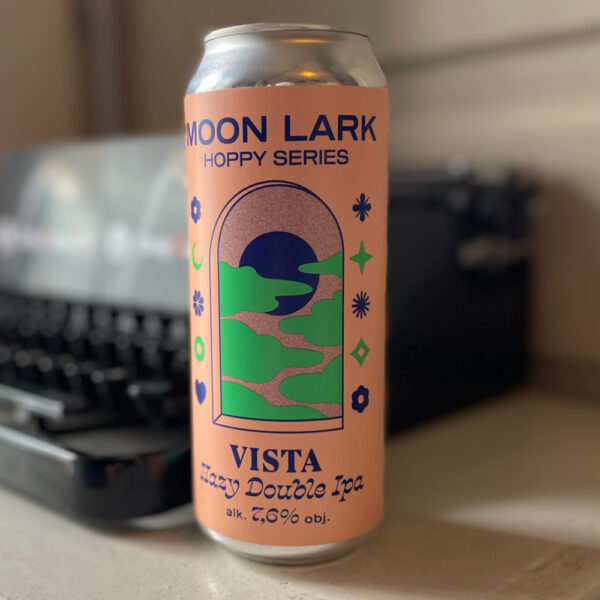 MOON LARK
HOPPY SERIES
VISTA
Hazy Double Ipa
alk. 7,6% obj.